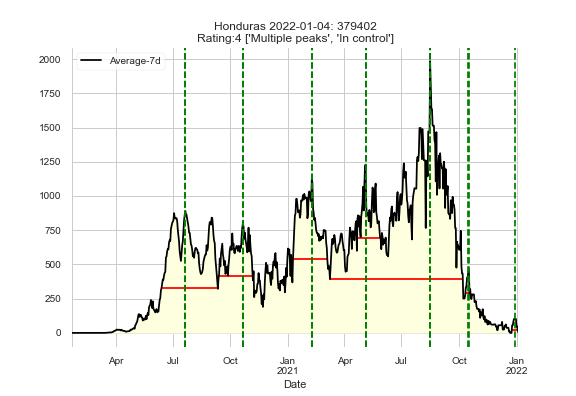 Honduras 2022-01-04: 379402
Rating:4 ['Multiple peaks', 'In control']
Average-7d
2000
1750
1500
1250
1000
750
500
250
0
Apr
Jul
Oct
Jan
2021
Apr
Jul
Oct
Jan
2022
Date